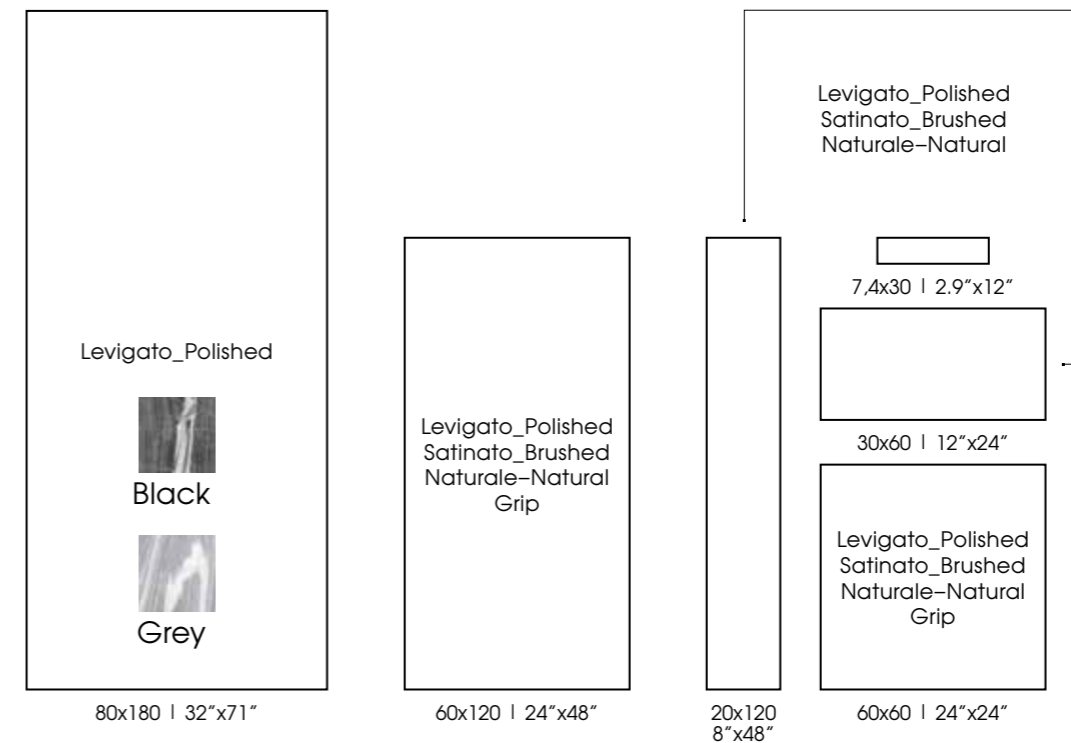 Levigato_Polished
Black
Grey
80x180 | 32”x71”
Levigato_Polished
Satinato_Brushed
Naturale–Natural
Grip
60x120 | 24”x48”
20x120
8”x48”
Levigato_Polished
Satinato_Brushed
Naturale–Natural
7,4x30 | 2.9”x12”
30x60 | 12”x24”
Levigato_Polished
Satinato_Brushed
Naturale–Natural
Grip
60x60 | 24”x24”